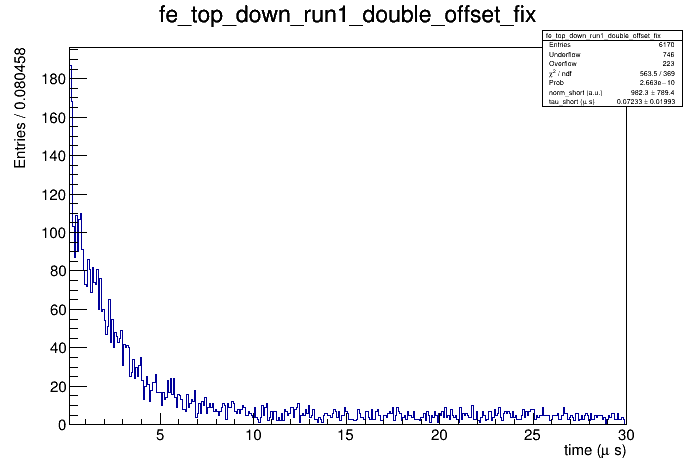 fe_top_down_run1_double_offset_fix
fe_top_down_run1_double_offset_fix
Entries 6170
Underflow 746
Overflow 223
χ² / ndf 563.5 / 369
Prob 2.663e−10
norm_short (a.u.) 982.3 ± 789.4
tau_short (μ s) 0.07233 ± 0.01993
Entries / 0.080458
180
160
140
120
100
80
60
40
20
0
5 10 15 20 25 30
time (μ s)